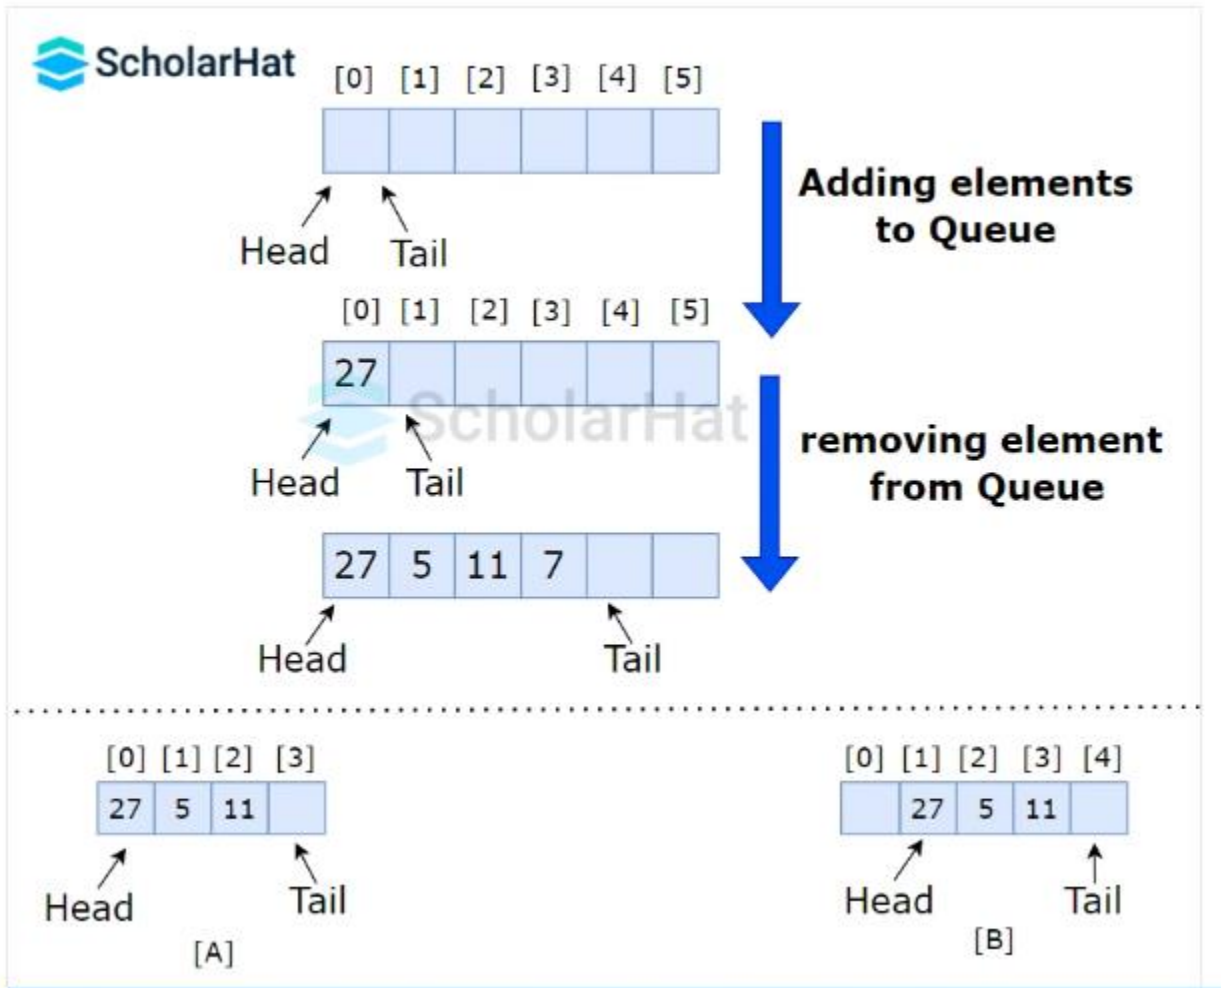 ScholarHat
[0] [1] [2] [3] [4] [5]
Head Tail
Adding elements
to Queue
[0] [1] [2] [3] [4] [5]
27
ScholarHat
Head Tail
removing element
from Queue
27 5 11 7
Head Tail
[0] [1] [2] [3]
27 5 11
Head Tail
[A]
[0] [1] [2] [3] [4]
27 5 11
Head Tail
[B]